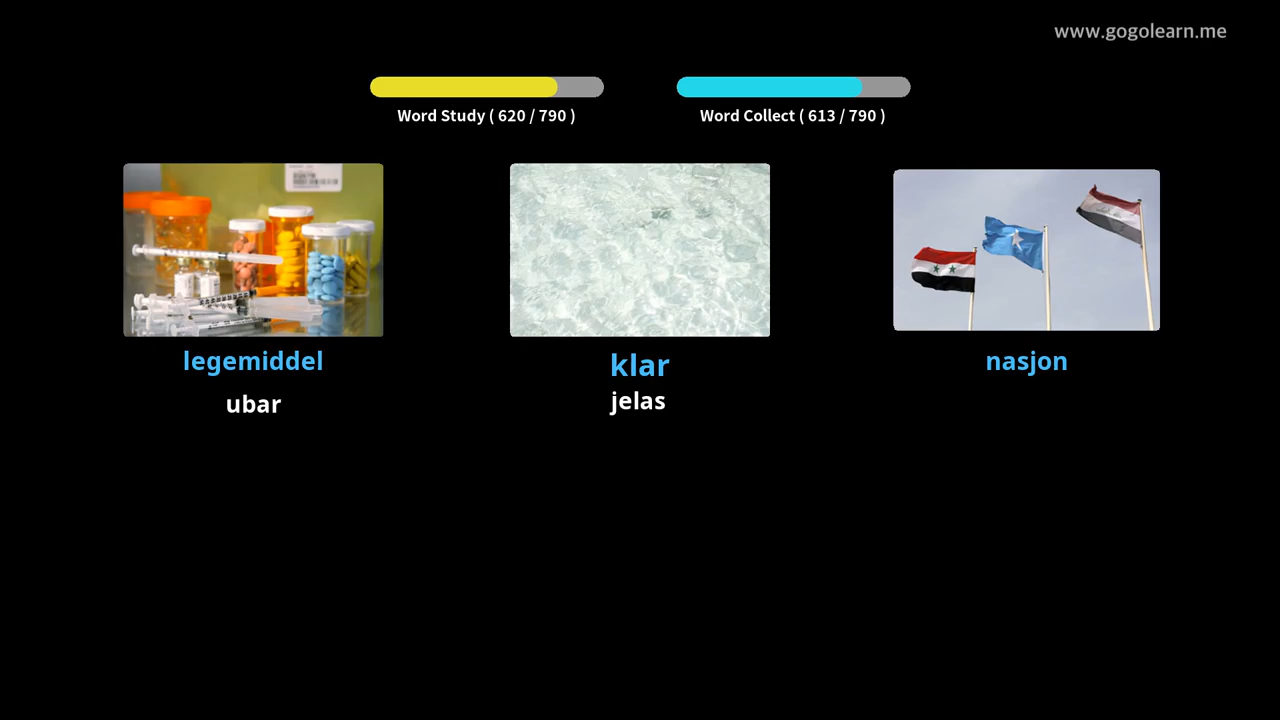 www.gogolearn.me
Word Study ( 620 / 790 )
Word Collect ( 613 / 790 )
legemiddel
klar
nasjon
ubar
jelas